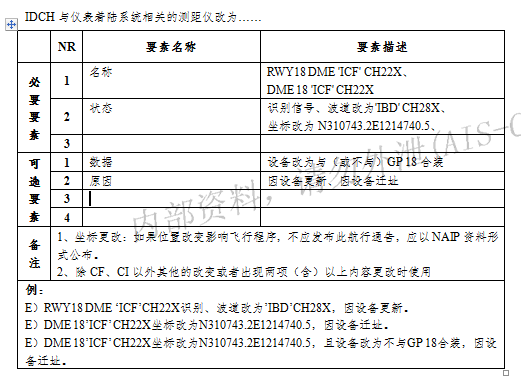 IDCH 与仪表着陆系统相关的测距仪改为……
NR 要素名称 要素描述
必要要素
1 名称 RWY18 DME 'ICF' CH22X、
DME 18 'ICF' CH22X
2 状态 识别信号、波道改为'IBD' CH28X、
坐标改为 N310743.2E1214740.5、
3
可选要素
1 数据 设备改为与（或不与）GP 18 合装
2 原因 因设备更新、因设备迁址
3
4
备注
1、坐标更改：如果位置改变影响飞行程序，不应发布此航行通告，应以 NAIP 资料形
式公布。
2、除 CF、CI 以外其他的改变或者出现两项（含）以上内容更改时使用
例：
E）RWY18 DME ‘ICF’CH22X识别、波道改为’IBD’CH28X，因设备更新。
E）DME 18’ICF’CH22X坐标改为N310743.2E1214740.5，因设备迁址。
E）DME 18’ICF’CH22X坐标改为N310743.2E1214740.5，且设备改为不与GP 18合装，因设
备迁址。
内部资料，请勿外泄(AIS-C